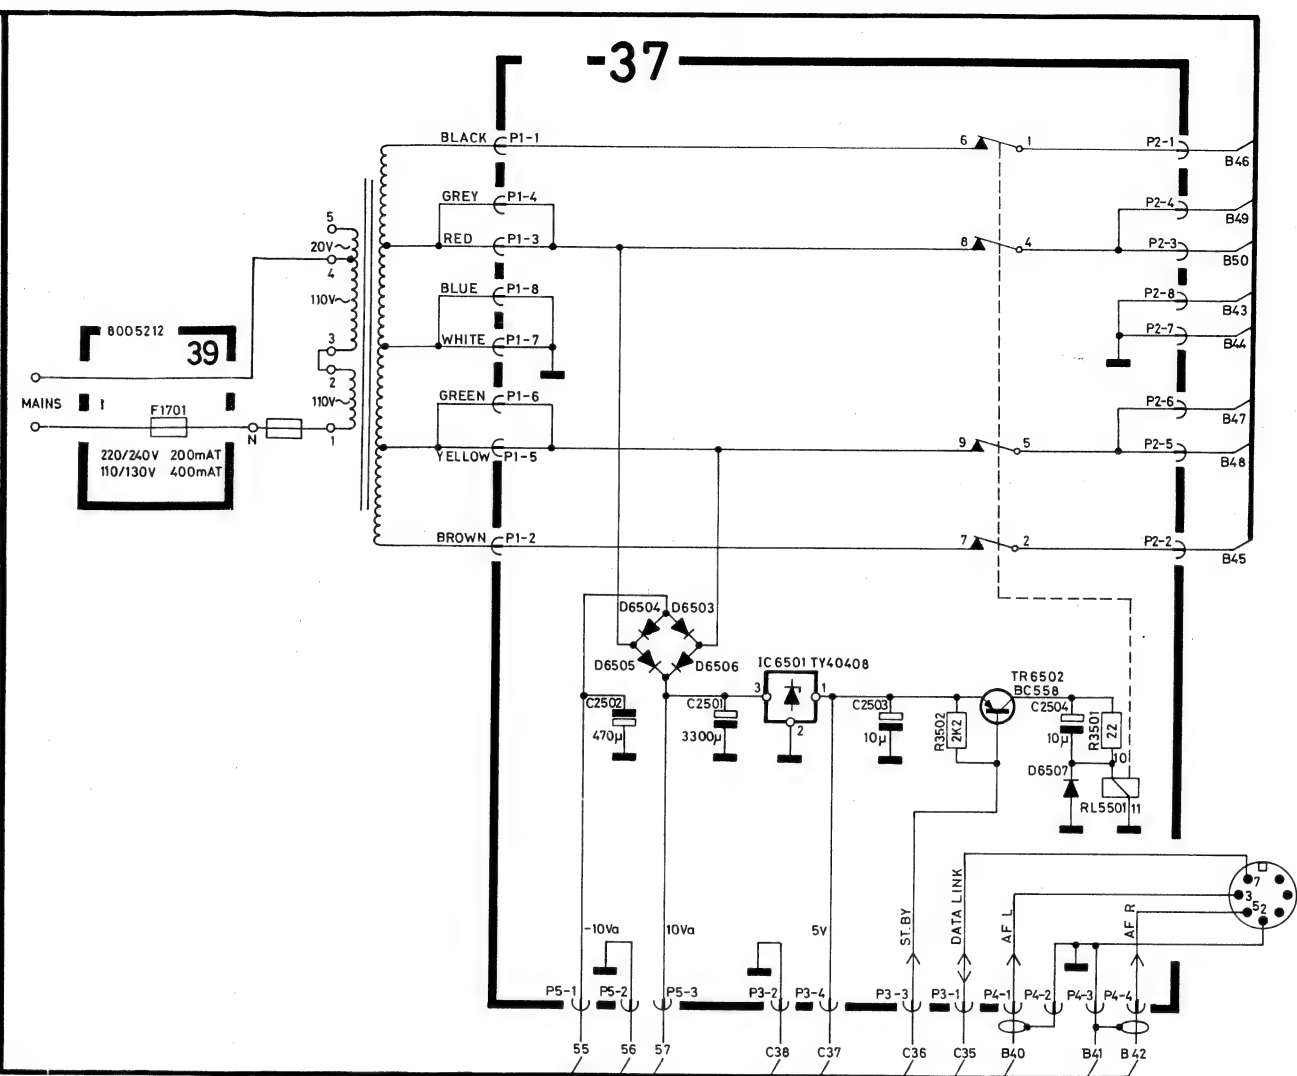 -37
BLACK P1-1 6 1 P2-1 B46
GREY P1-4 P2-4 B49
5
20V~
RED P1-3 8 4 P2-3 B50
4
BLUE P1-8 P2-8 B43
110V~
8005212
39
3
WHITE P1-7 P2-7 B44
2
MAINS
F1701
110V~
GREEN P1-6 P2-6 B47
N 1
220/240V 200mAT
110/130V 400mAT
YELLOW P1-5 9 5 P2-5 B48
BROWN P1-2 7 2 P2-2 B45
D6504 D6503
D6505 D6506
IC6501 TY40408
3 1
2
TR6502
BC558
C2502
470µ
C2501
3300µ
C2503
10µ
R3502
2K2
C2504
10µ
R3501
22
10
D6507
RL5501 11
7
3
5 2
-10Va
10Va
5V
ST.BY
DATA LINK
AF L
AF R
P5-1 P5-2 P5-3 P3-2 P3-4 P3-3 P3-1 P4-1 P4-2 P4-3 P4-4
55 56 57 C38 C37 C36 C35 B40 B41 B42